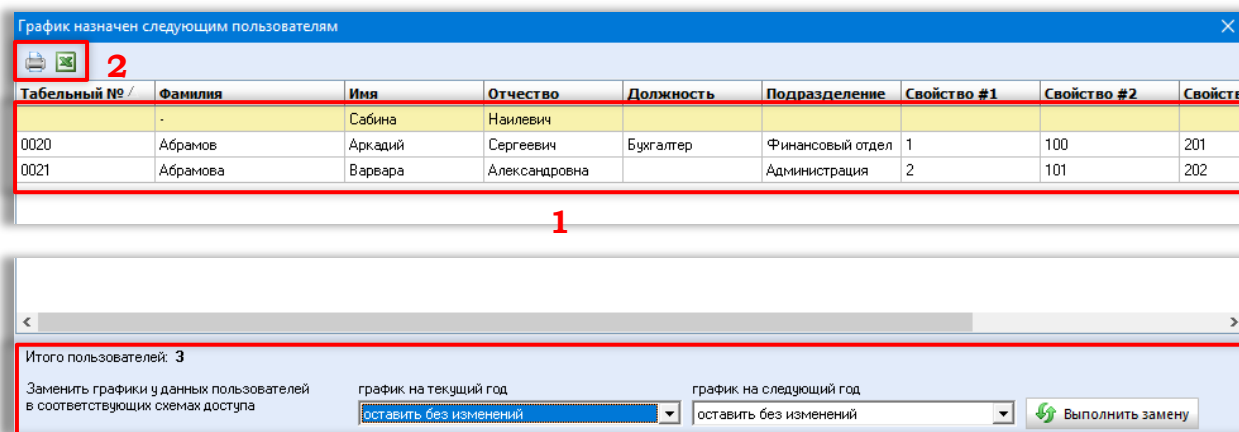 График назначен следующим пользователям
2
Табельный № Фамилия Имя Отчество Должность Подразделение Свойство #1 Свойство #2 Свойств
- Сабина Наилевич
0020 Абрамов Аркадий Сергеевич Бухгалтер Финансовый отдел 1 100 201
0021 Абрамова Варвара Александровна Администрация 2 101 202
1
Итого пользователей: 3
Заменить графики у данных пользователей график на текущий год график на следующий год
в соответствующих схемах доступа оставить без изменений оставить без изменений Выполнить замену